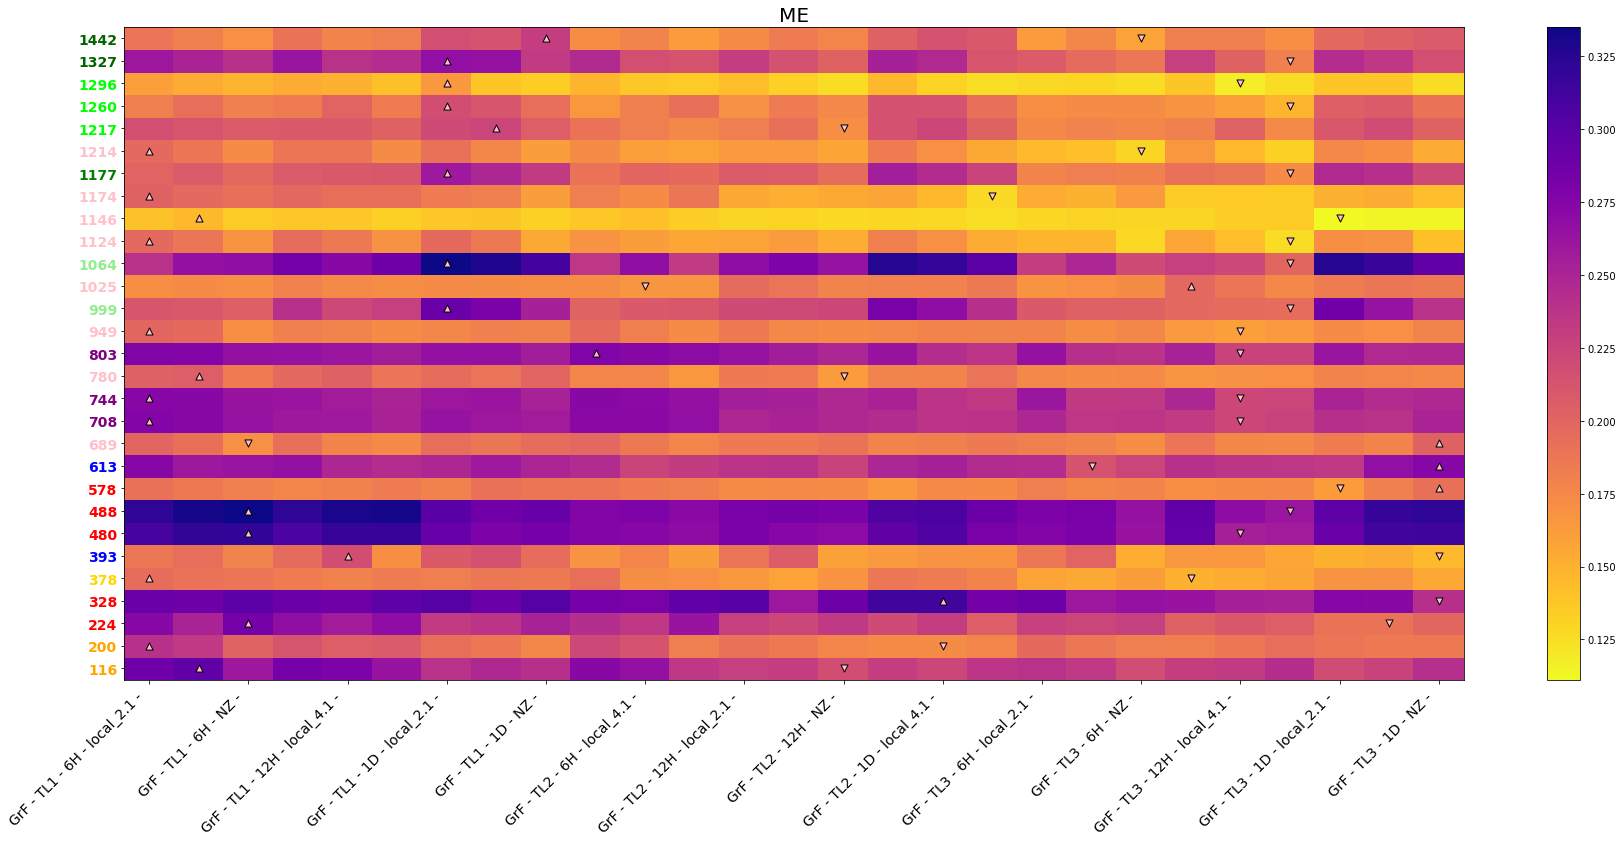 ME
1442
1327
1296
1260
1217
1214
1177
1174
1146
1124
1064
1025
999
949
803
780
744
708
689
613
578
488
480
393
378
328
224
200
116
GrF - TL1 - 6H - local_2.1 -
GrF - TL1 - 6H - NZ -
GrF - TL1 - 12H - local_4.1 -
GrF - TL1 - 1D - local_2.1 -
GrF - TL1 - 1D - NZ -
GrF - TL2 - 6H - local_4.1 -
GrF - TL2 - 12H - local_2.1 -
GrF - TL2 - 12H - NZ -
GrF - TL2 - 1D - local_4.1 -
GrF - TL3 - 6H - local_2.1 -
GrF - TL3 - 6H - NZ -
GrF - TL3 - 12H - local_4.1 -
GrF - TL3 - 1D - local_2.1 -
GrF - TL3 - 1D - NZ -
0.325
0.300
0.275
0.250
0.225
0.200
0.175
0.150
0.125